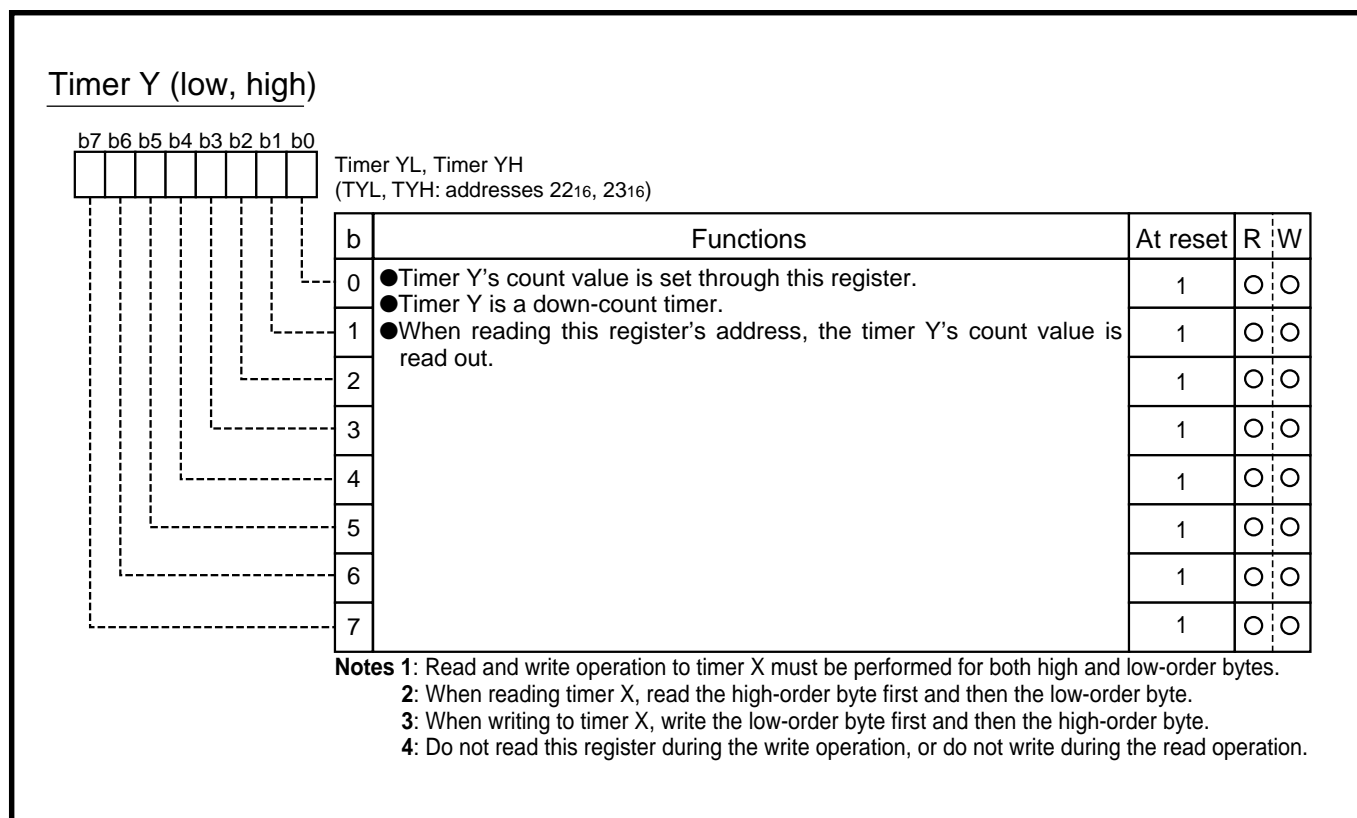 Timer Y (low, high)
b7 b6 b5 b4 b3 b2 b1 b0
Timer YL, Timer YH
(TYL, TYH: addresses 2216, 2316)
b Functions At reset R W
0 ●Timer Y’s count value is set through this register. 1 ○ ○
●Timer Y is a down-count timer.
1 ●When reading this register’s address, the timer Y’s count value is 1 ○ ○
read out.
2 1 ○ ○
3 1 ○ ○
4 1 ○ ○
5 1 ○ ○
6 1 ○ ○
7 1 ○ ○
Notes 1: Read and write operation to timer X must be performed for both high and low-order bytes.
2: When reading timer X, read the high-order byte first and then the low-order byte.
3: When writing to timer X, write the low-order byte first and then the high-order byte.
4: Do not read this register during the write operation, or do not write during the read operation.